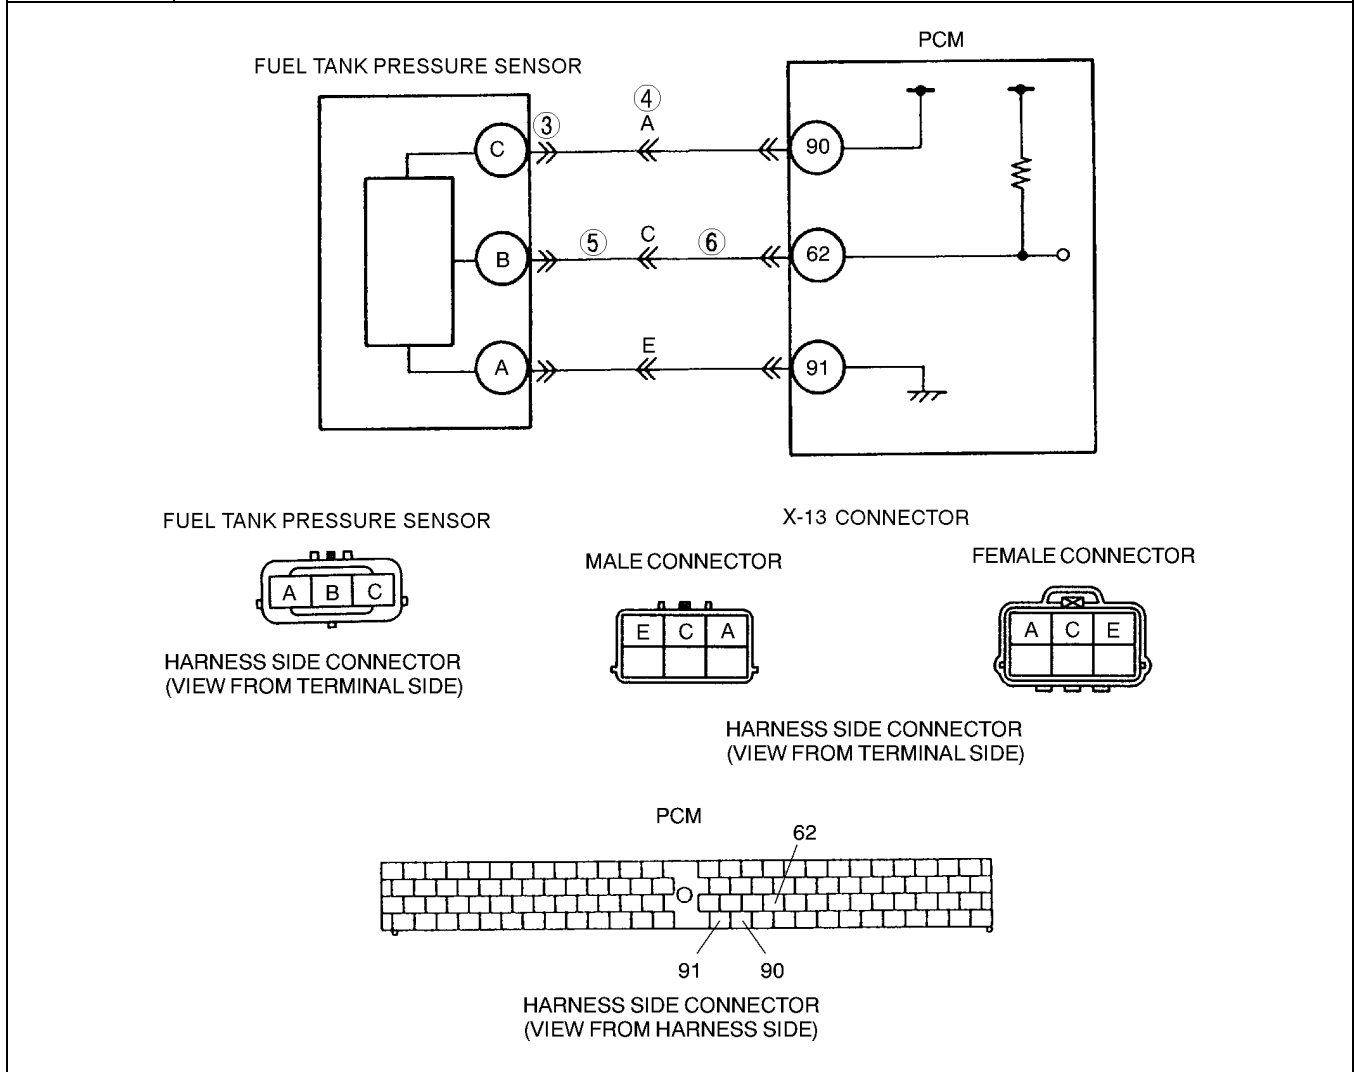 PCM
FUEL TANK PRESSURE SENSOR
④
③ A
C 90
⑤ C ⑥
B 62
E
A 91
FUEL TANK PRESSURE SENSOR
X-13 CONNECTOR
MALE CONNECTOR
FEMALE CONNECTOR
A B C
E C A
A C E
HARNESS SIDE CONNECTOR
(VIEW FROM TERMINAL SIDE)
HARNESS SIDE CONNECTOR
(VIEW FROM TERMINAL SIDE)
PCM
62
91 90
HARNESS SIDE CONNECTOR
(VIEW FROM HARNESS SIDE)